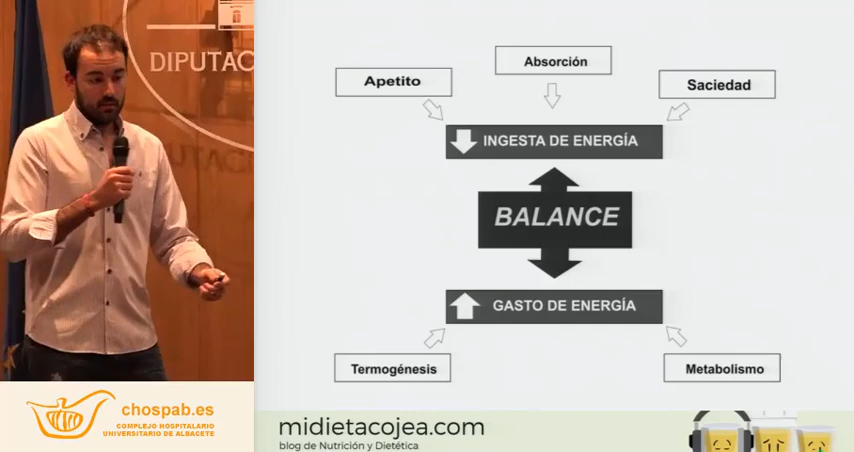 DIPUTAC
chospab.es
COMPLEJO HOSPITALARIO
UNIVERSITARIO DE ALBACETE
Absorción
Apetito
Saciedad
INGESTA DE ENERGÍA
BALANCE
GASTO DE ENERGÍA
Termogénesis
Metabolismo
midietacojea.com
blog de Nutrición y Dietética